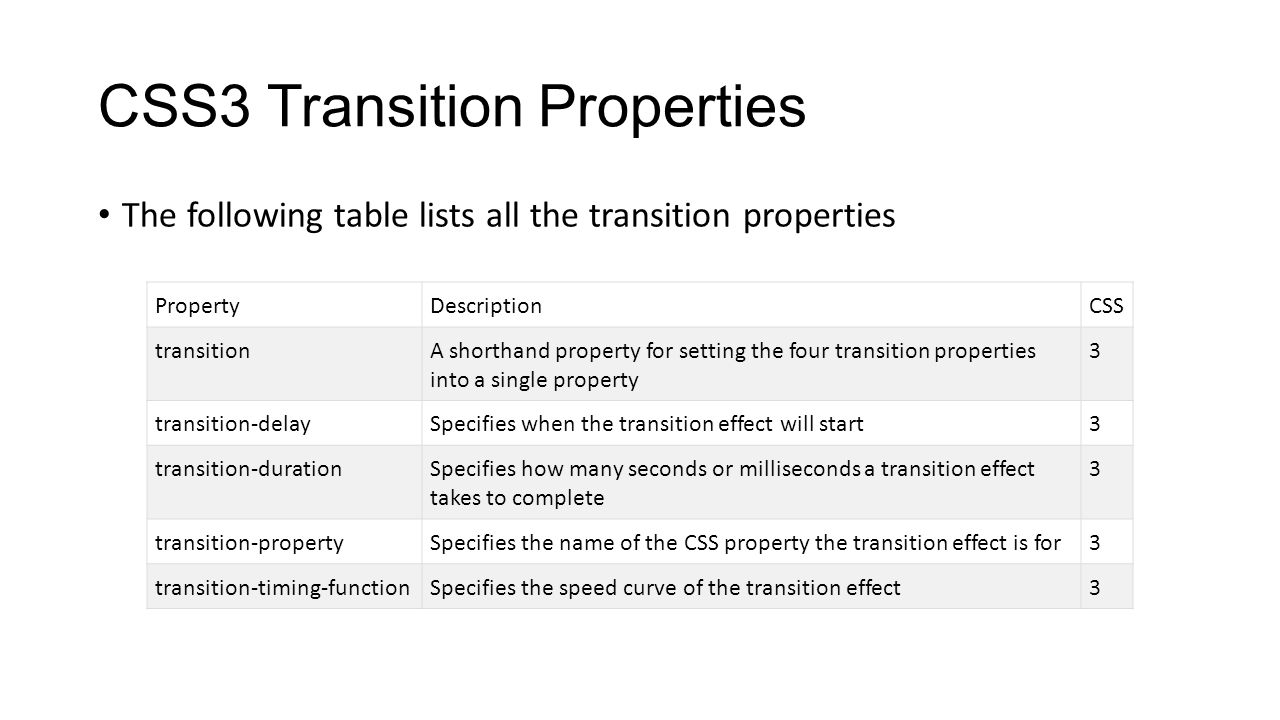 CSS3 Transition Properties
• The following table lists all the transition properties
Property Description CSS
transition A shorthand property for setting the four transition properties 3
into a single property
transition-delay Specifies when the transition effect will start 3
transition-duration Specifies how many seconds or milliseconds a transition effect 3
takes to complete
transition-property Specifies the name of the CSS property the transition effect is for 3
transition-timing-function Specifies the speed curve of the transition effect 3